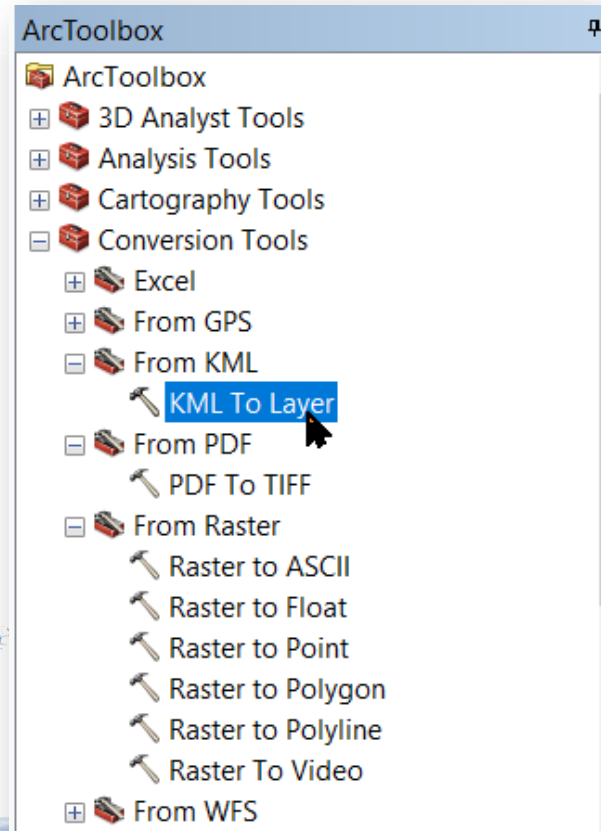 ArcToolbox
ArcToolbox
3D Analyst Tools
Analysis Tools
Cartography Tools
Conversion Tools
Excel
From GPS
From KML
KML To Layer
From PDF
PDF To TIFF
From Raster
Raster to ASCII
Raster to Float
Raster to Point
Raster to Polygon
Raster to Polyline
Raster To Video
From WFS